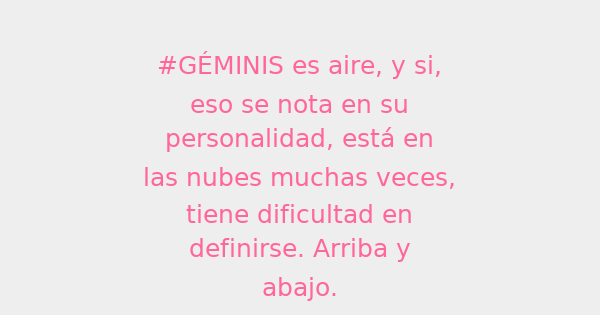 #GÉMINIS es aire, y si,
eso se nota en su
personalidad, está en
las nubes muchas veces,
tiene dificultad en
definirse. Arriba y
abajo.